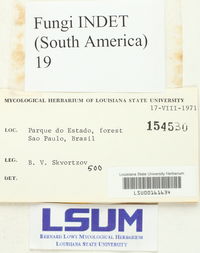 Fungi INDET
(South America)
19
MYCOLOGICAL HERBARIUM OF LOUISIANA STATE UNIVERSITY
17-VIII-1971
154530
LOC. Parque do Estado, forest
Sao Paulo, Brasil
LEG. B. V. Skvortzov
500
DET.
Louisiana State University Herbarium
LSU00161634
LSUM
BERNARD LOWY MYCOLOGICAL HERBARIUM
LOUISIANA STATE UNIVERSITY